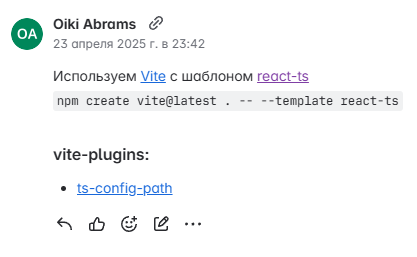 OA
Oiki Abrams
23 апреля 2025 г. в 23:42
Используем Vite с шаблоном react-ts
npm create vite@latest . -- --template react-ts
vite-plugins:
• ts-config-path